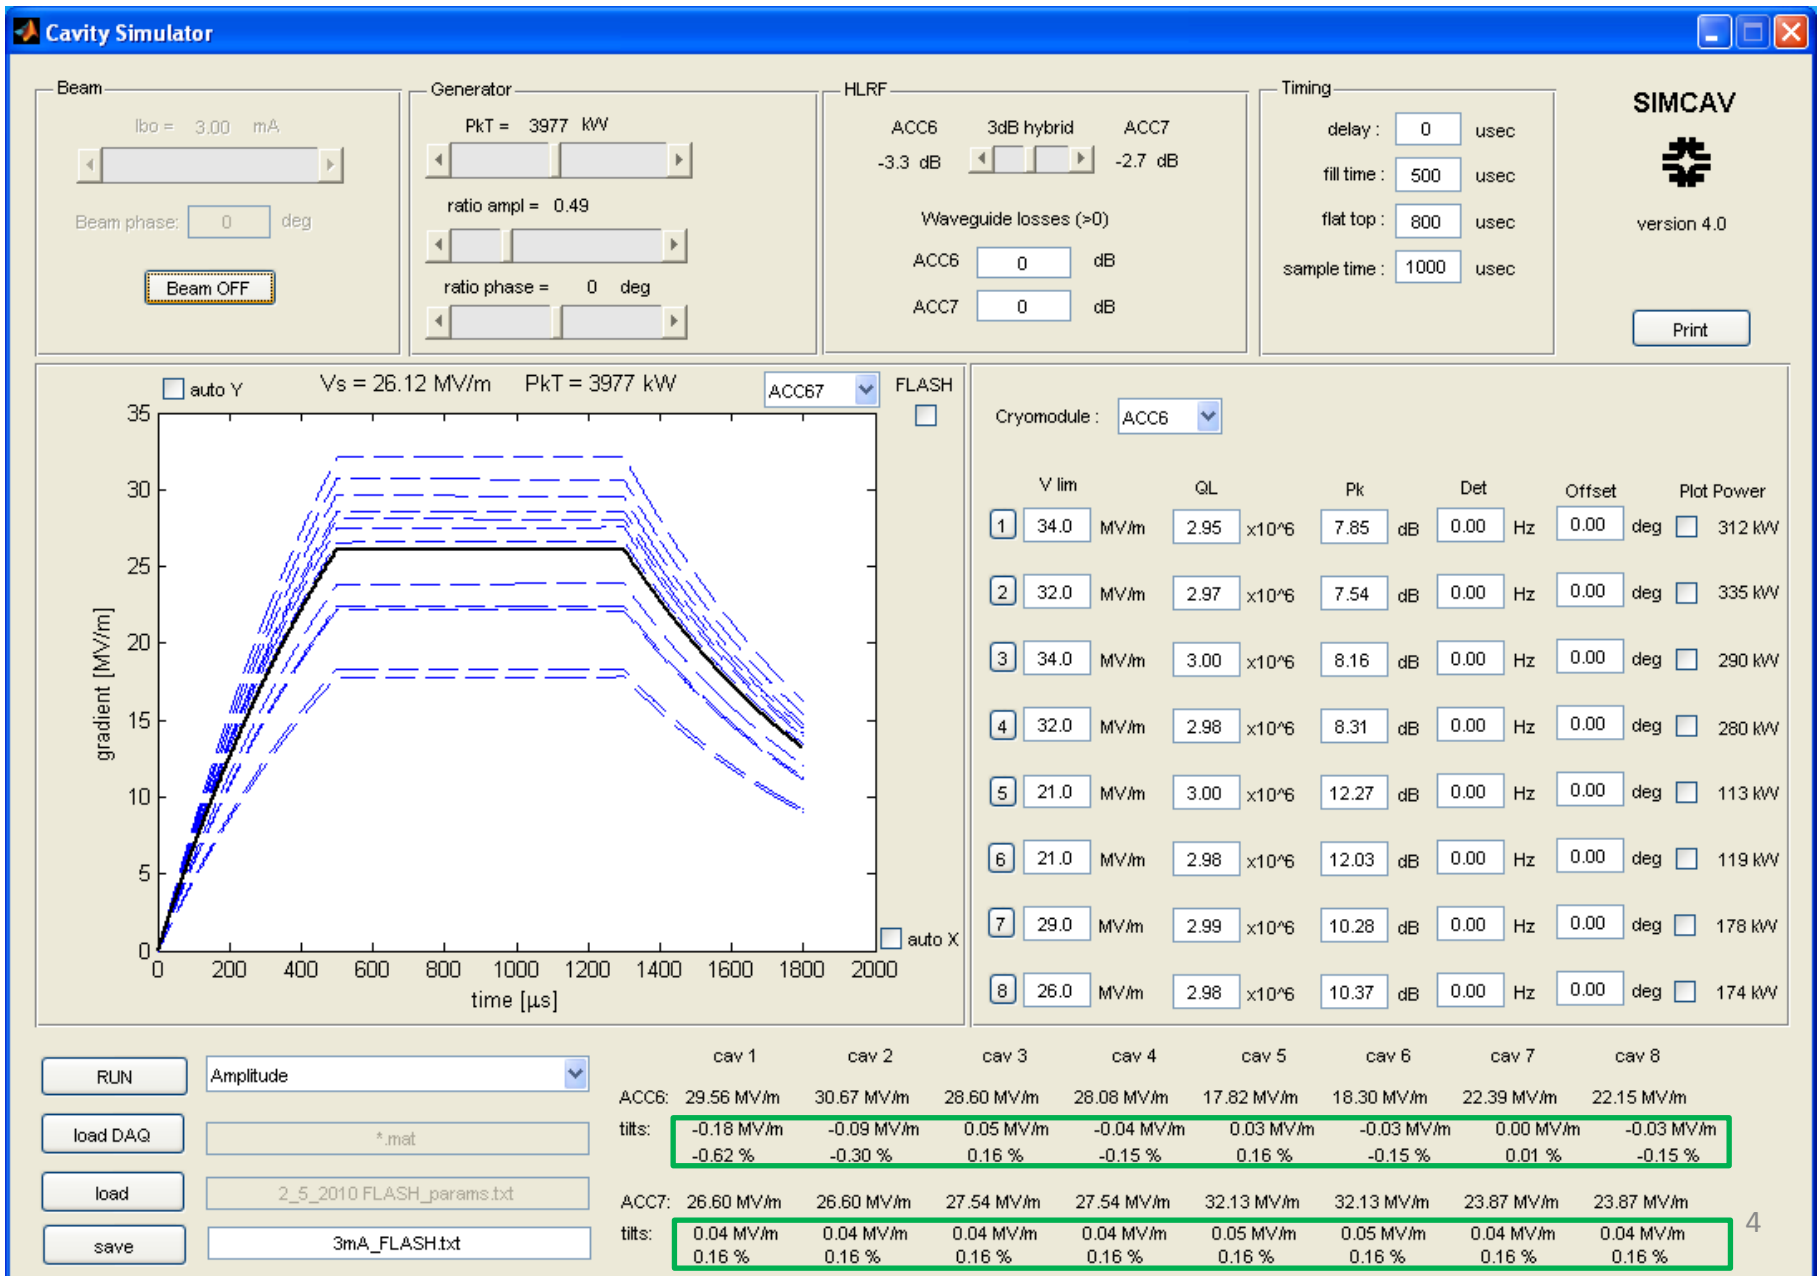 Cavity Simulator
Beam
Ibo = 3.00 mA
Beam phase: 0 deg
Beam OFF
Generator
PkT = 3977 kW
ratio ampl = 0.49
ratio phase = 0 deg
HLRF
ACC6 3dB hybrid ACC7
-3.3 dB -2.7 dB
Waveguide losses (>0)
ACC6 0 dB
ACC7 0 dB
Timing
delay : 0 usec
fill time : 500 usec
flat top : 800 usec
sample time : 1000 usec
SIMCAV
version 4.0
Print
auto Y Vs = 26.12 MV/m PkT = 3977 kW ACC67 FLASH
35
30
25
20
15
10
5
0
gradient [MV/m]
0 200 400 600 800 1000 1200 1400 1600 1800 2000
time [µs]
auto X
Cryomodule : ACC6
V lim QL Pk Det Offset Plot Power
1 34.0 MV/m 2.95 x10^6 7.85 dB 0.00 Hz 0.00 deg 312 kW
2 32.0 MV/m 2.97 x10^6 7.54 dB 0.00 Hz 0.00 deg 335 kW
3 34.0 MV/m 3.00 x10^6 8.16 dB 0.00 Hz 0.00 deg 290 kW
4 32.0 MV/m 2.98 x10^6 8.31 dB 0.00 Hz 0.00 deg 280 kW
5 21.0 MV/m 3.00 x10^6 12.27 dB 0.00 Hz 0.00 deg 113 kW
6 21.0 MV/m 2.98 x10^6 12.03 dB 0.00 Hz 0.00 deg 119 kW
7 29.0 MV/m 2.99 x10^6 10.28 dB 0.00 Hz 0.00 deg 178 kW
8 26.0 MV/m 2.98 x10^6 10.37 dB 0.00 Hz 0.00 deg 174 kW
RUN Amplitude
load DAQ *.mat
load 2_5_2010 FLASH_params.txt
save 3mA_FLASH.txt
cav 1 cav 2 cav 3 cav 4 cav 5 cav 6 cav 7 cav 8
ACC6: 29.56 MV/m 30.67 MV/m 28.60 MV/m 28.08 MV/m 17.82 MV/m 18.30 MV/m 22.39 MV/m 22.15 MV/m
tilts: -0.18 MV/m -0.09 MV/m 0.05 MV/m -0.04 MV/m 0.03 MV/m -0.03 MV/m 0.00 MV/m -0.03 MV/m
-0.62 % -0.30 % 0.16 % -0.15 % 0.16 % -0.15 % 0.01 % -0.15 %
ACC7: 26.60 MV/m 26.60 MV/m 27.54 MV/m 27.54 MV/m 32.13 MV/m 32.13 MV/m 23.87 MV/m 23.87 MV/m
tilts: 0.04 MV/m 0.04 MV/m 0.04 MV/m 0.04 MV/m 0.05 MV/m 0.05 MV/m 0.04 MV/m 0.04 MV/m
0.16 % 0.16 % 0.16 % 0.16 % 0.16 % 0.16 % 0.16 % 0.16 %
4